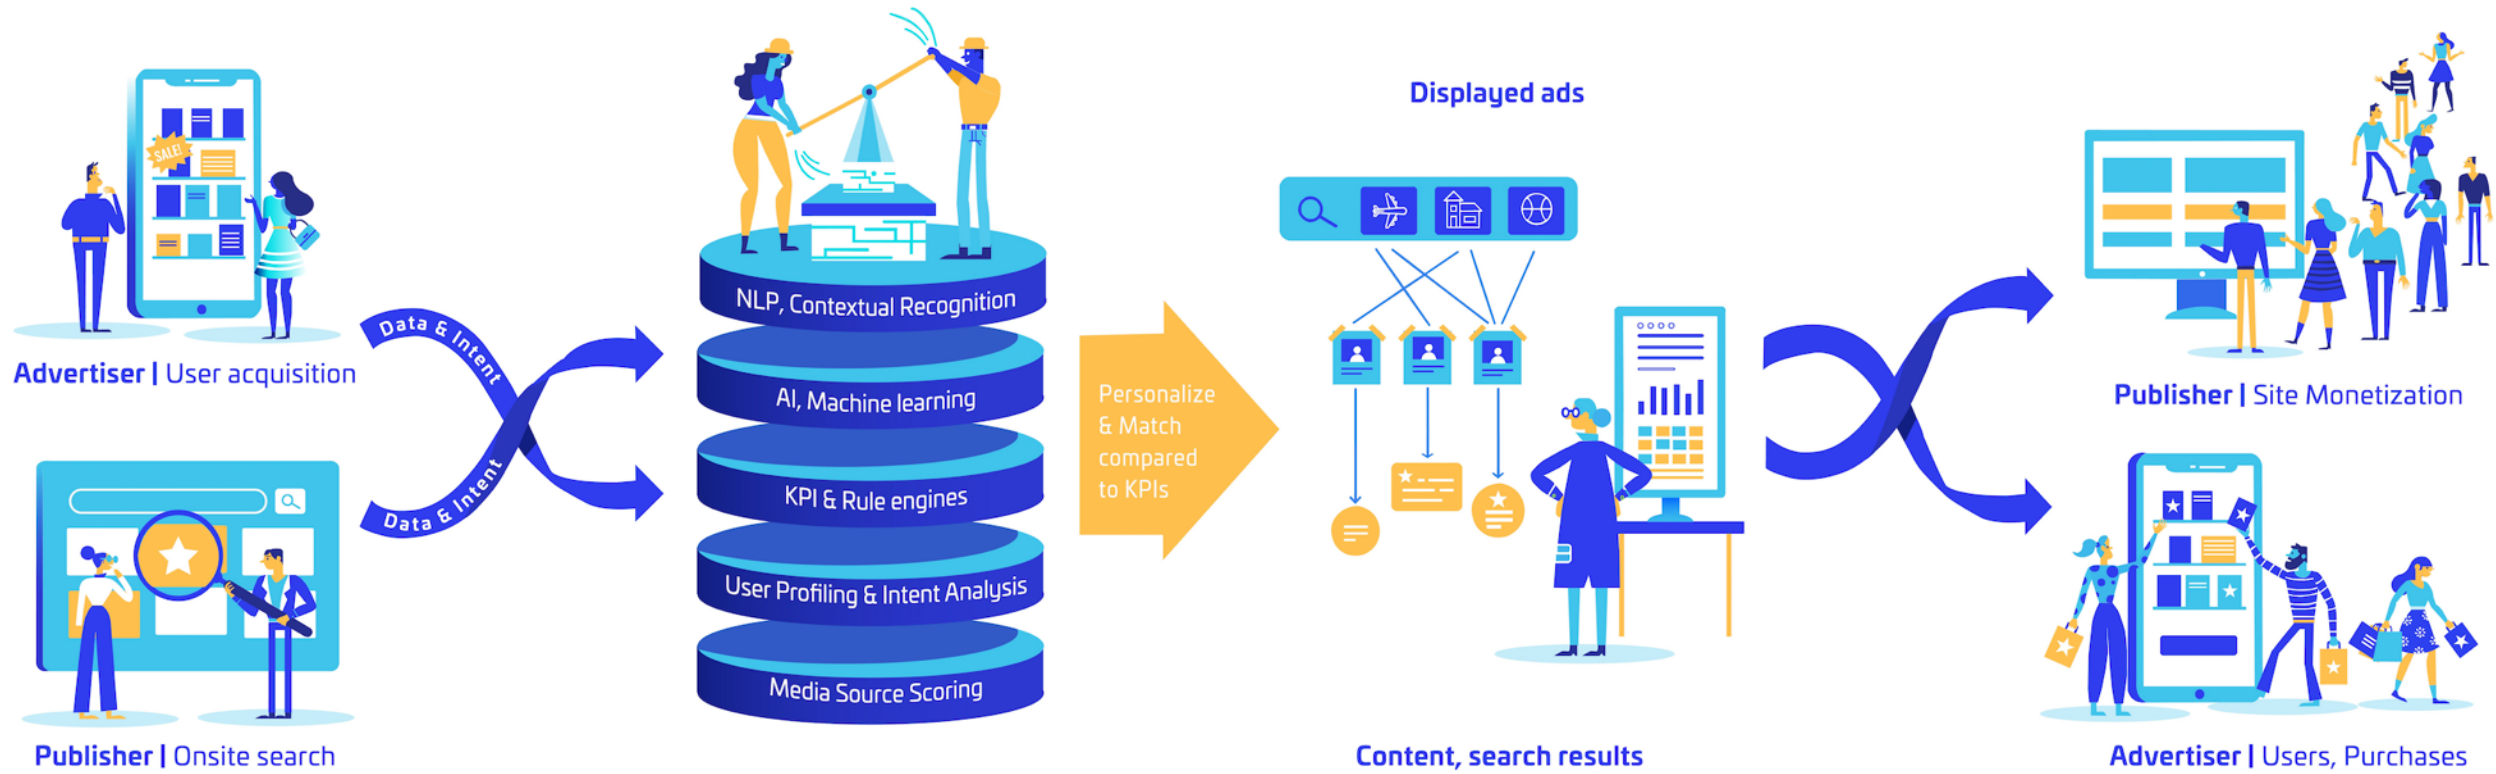 SALE!
Advertiser | User acquisition
Data & Intent
Data & Intent
Publisher | Onsite search
NLP, Contextual Recognition
AI, Machine learning
KPI & Rule engines
User Profiling & Intent Analysis
Media Source Scoring
Personalize
& Match
compared
to KPIs
Displayed ads
Content, search results
Publisher | Site Monetization
Advertiser | Users, Purchases